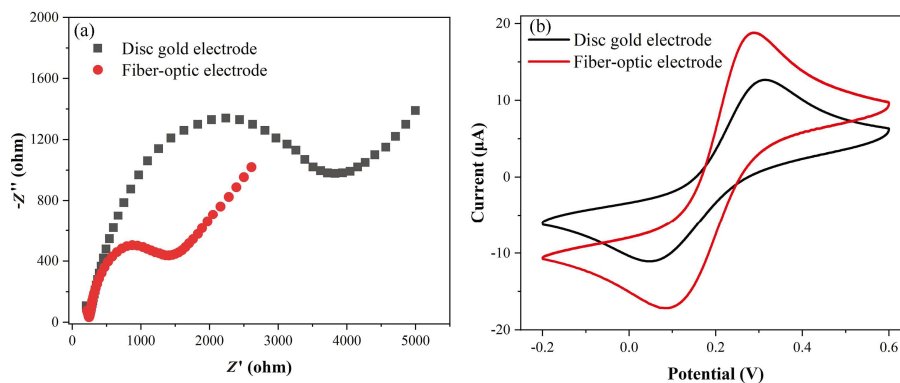 (a)
Disc gold electrode
Fiber-optic electrode
-Z'' (ohm)
2000
1600
1200
800
400
0
0 1000 2000 3000 4000 5000
Z' (ohm)
(b)
Disc gold electrode
Fiber-optic electrode
Current (μA)
20
10
0
-10
-20
-0.2 0.0 0.2 0.4 0.6
Potential (V)